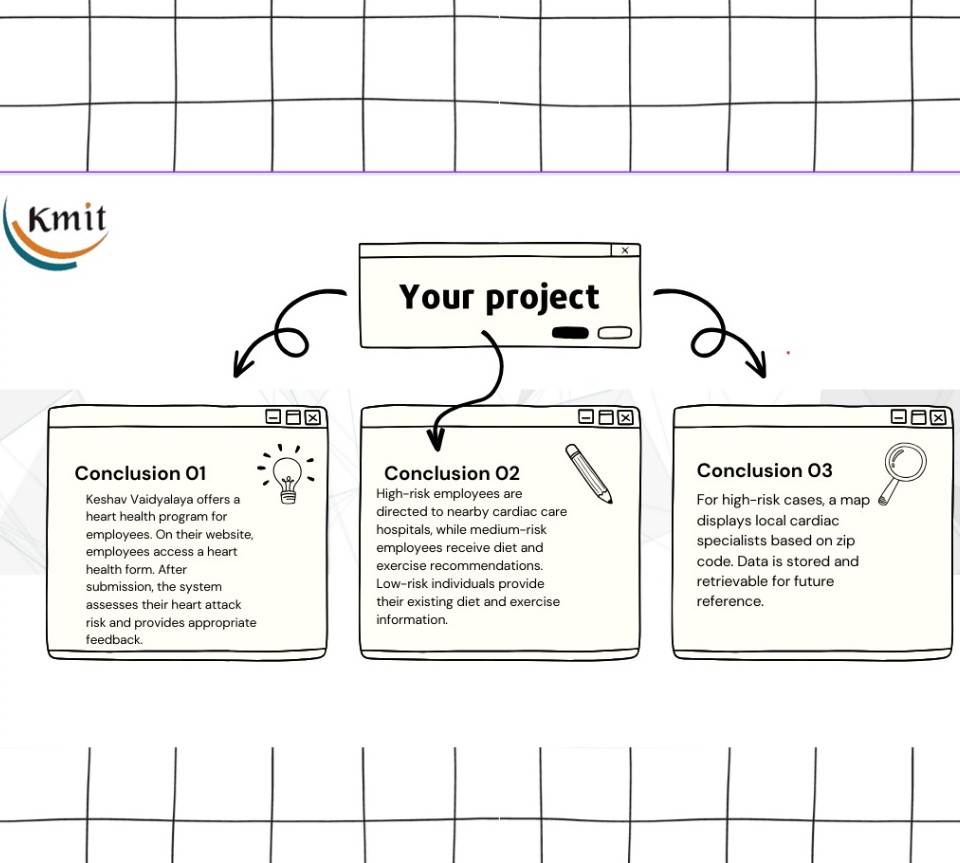 Kmit
Your project
Conclusion 01
Keshav Vaidyalaya offers a
heart health program for
employees. On their website,
employees access a heart
health form. After
submission, the system
assesses their heart attack
risk and provides appropriate
feedback.
Conclusion 02
High-risk employees are
directed to nearby cardiac care
hospitals, while medium-risk
employees receive diet and
exercise recommendations.
Low-risk individuals provide
their existing diet and exercise
information.
Conclusion 03
For high-risk cases, a map
displays local cardiac
specialists based on zip
code. Data is stored and
retrievable for future
reference.